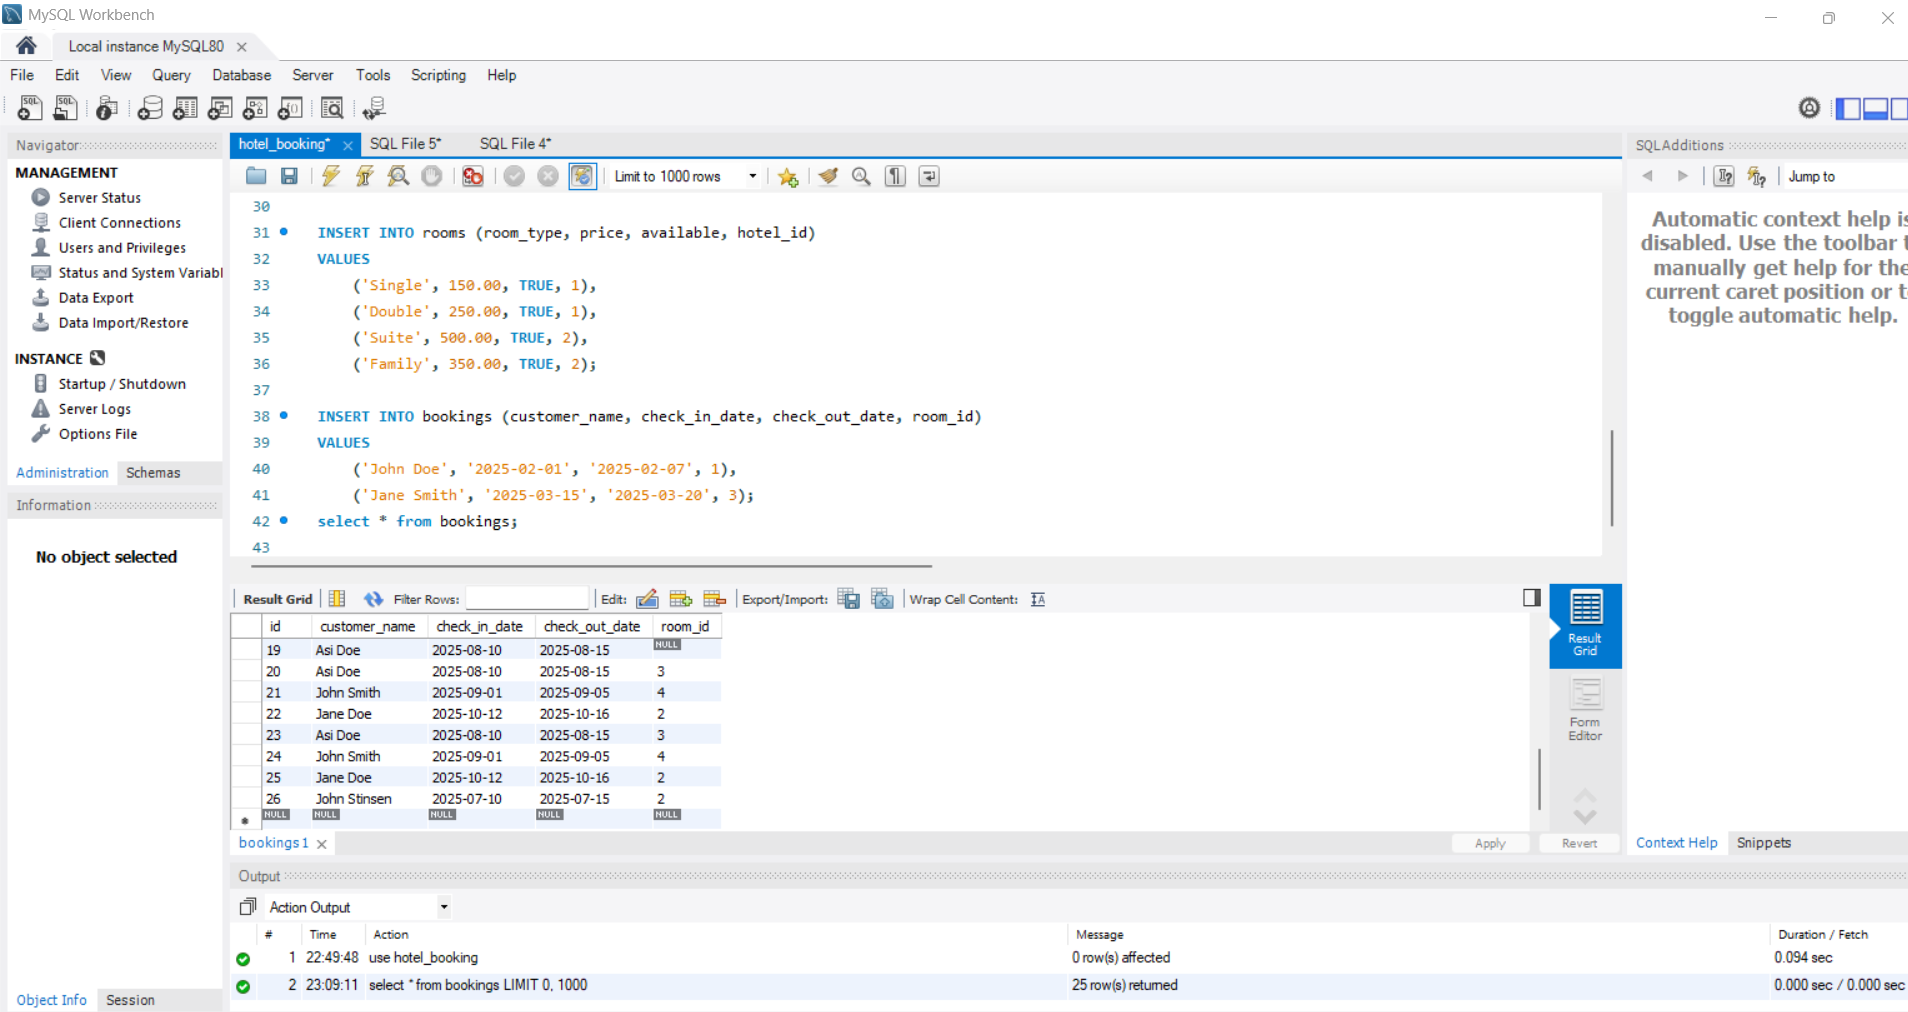 MySQL Workbench
Local instance MySQL80
File Edit View Query Database Server Tools Scripting Help
Navigator
MANAGEMENT
Server Status
Client Connections
Users and Privileges
Status and System Variabl
Data Export
Data Import/Restore
INSTANCE
Startup / Shutdown
Server Logs
Options File
Administration Schemas
Information
No object selected
Object Info Session
hotel_booking* SQL File 5* SQL File 4*
Limit to 1000 rows
30
31 INSERT INTO rooms (room_type, price, available, hotel_id)
32 VALUES
33 ('Single', 150.00, TRUE, 1),
34 ('Double', 250.00, TRUE, 1),
35 ('Suite', 500.00, TRUE, 2),
36 ('Family', 350.00, TRUE, 2);
37
38 INSERT INTO bookings (customer_name, check_in_date, check_out_date, room_id)
39 VALUES
40 ('John Doe', '2025-02-01', '2025-02-07', 1),
41 ('Jane Smith', '2025-03-15', '2025-03-20', 3);
42 select * from bookings;
43
Result Grid Filter Rows: Edit: Export/Import: Wrap Cell Content:
id customer_name check_in_date check_out_date room_id
19 Asi Doe 2025-08-10 2025-08-15 NULL
20 Asi Doe 2025-08-10 2025-08-15 3
21 John Smith 2025-09-01 2025-09-05 4
22 Jane Doe 2025-10-12 2025-10-16 2
23 Asi Doe 2025-08-10 2025-08-15 3
24 John Smith 2025-09-01 2025-09-05 4
25 Jane Doe 2025-10-12 2025-10-16 2
26 John Stinsen 2025-07-10 2025-07-15 2
NULL NULL NULL NULL NULL
Result
Grid
Form
Editor
bookings 1 Apply Revert
SQLAdditions
Jump to
Automatic context help is
disabled. Use the toolbar t
manually get help for the
current caret position or t
toggle automatic help.
Context Help Snippets
Output
Action Output
# Time Action Message Duration / Fetch
1 22:49:48 use hotel_booking 0 row(s) affected 0.094 sec
2 23:09:11 select * from bookings LIMIT 0, 1000 25 row(s) returned 0.000 sec / 0.000 sec